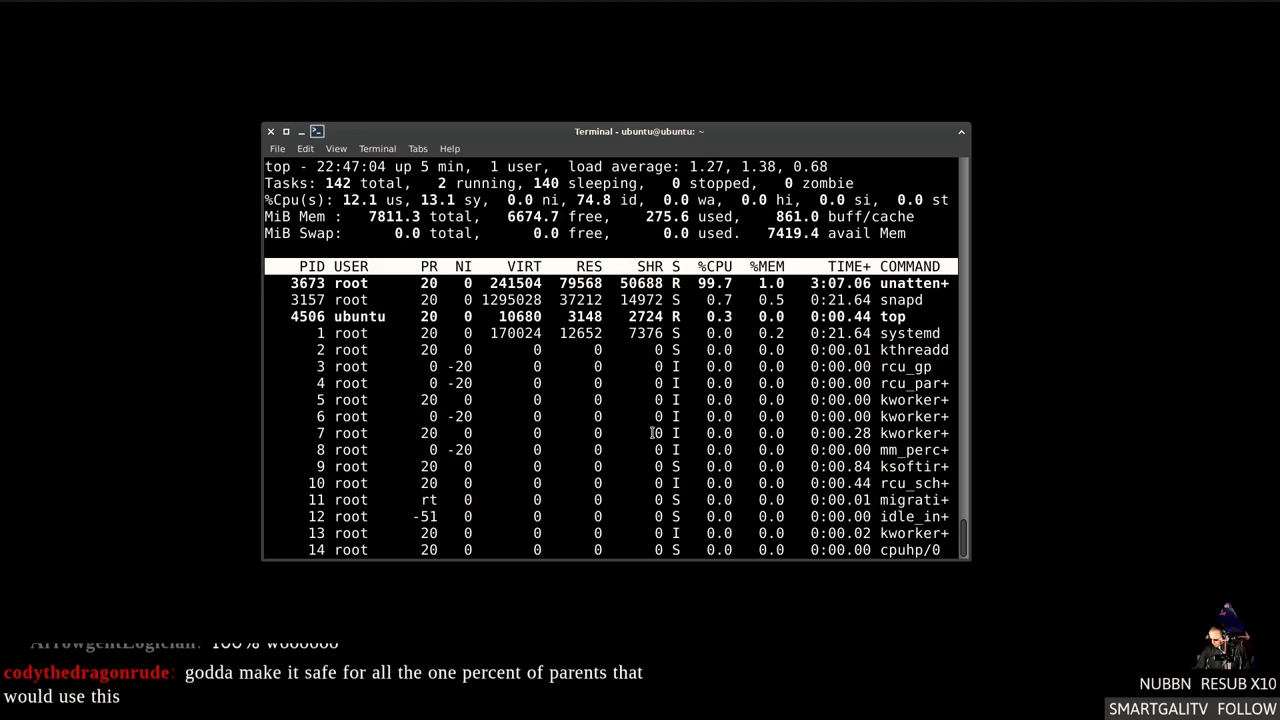 Terminal - ubuntu@ubuntu: ~
File Edit View Terminal Tabs Help
top - 22:47:04 up 5 min, 1 user, load average: 1.27, 1.38, 0.68
Tasks: 142 total, 2 running, 140 sleeping, 0 stopped, 0 zombie
%Cpu(s): 12.1 us, 13.1 sy, 0.0 ni, 74.8 id, 0.0 wa, 0.0 hi, 0.0 si, 0.0 st
MiB Mem : 7811.3 total, 6674.7 free, 275.6 used, 861.0 buff/cache
MiB Swap: 0.0 total, 0.0 free, 0.0 used. 7419.4 avail Mem
PID USER PR NI VIRT RES SHR S %CPU %MEM TIME+ COMMAND
3673 root 20 0 241504 79568 50688 R 99.7 1.0 3:07.06 unatten+
3157 root 20 0 1295028 37212 14972 S 0.7 0.5 0:21.64 snapd
4506 ubuntu 20 0 10680 3148 2724 R 0.3 0.0 0:00.44 top
1 root 20 0 170024 12652 7376 S 0.0 0.2 0:21.64 systemd
2 root 20 0 0 0 0 S 0.0 0.0 0:00.01 kthreadd
3 root 0 -20 0 0 0 I 0.0 0.0 0:00.00 rcu_gp
4 root 0 -20 0 0 0 I 0.0 0.0 0:00.00 rcu_par+
5 root 20 0 0 0 0 I 0.0 0.0 0:00.00 kworker+
6 root 0 -20 0 0 0 I 0.0 0.0 0:00.00 kworker+
7 root 20 0 0 0 0 I 0.0 0.0 0:00.28 kworker+
8 root 0 -20 0 0 0 I 0.0 0.0 0:00.00 mm_perc+
9 root 20 0 0 0 0 S 0.0 0.0 0:00.84 ksoftir+
10 root 20 0 0 0 0 I 0.0 0.0 0:00.44 rcu_sch+
11 root rt 0 0 0 0 S 0.0 0.0 0:00.01 migrati+
12 root -51 0 0 0 0 S 0.0 0.0 0:00.00 idle_in+
13 root 20 0 0 0 0 I 0.0 0.0 0:00.02 kworker+
14 root 20 0 0 0 0 S 0.0 0.0 0:00.00 cpuhp/0
ArrowgentLogician: 100%
codythedragonrude: godda make it safe for all the one percent of parents that
would use this
NUBBN RESUB X10
SMARTGALITV FOLLOW